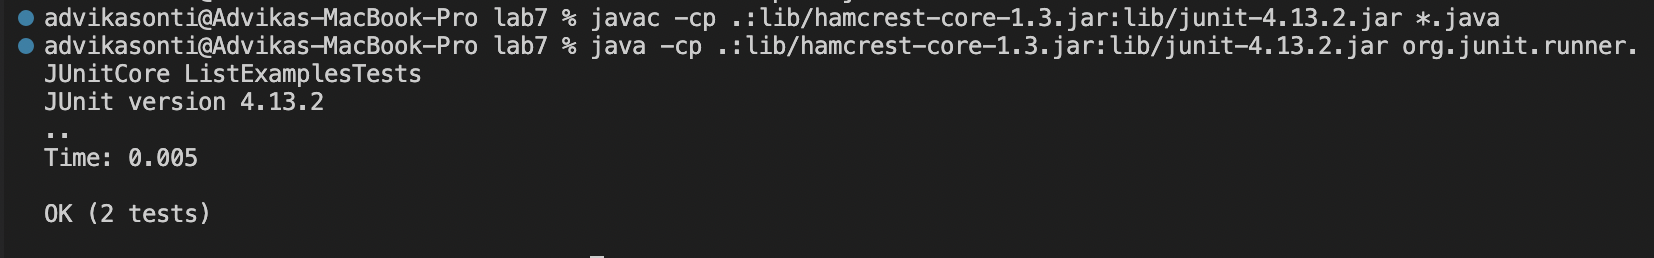 advikasonti@Advikas-MacBook-Pro lab7 % javac -cp .:lib/hamcrest-core-1.3.jar:lib/junit-4.13.2.jar *.java
advikasonti@Advikas-MacBook-Pro lab7 % java -cp .:lib/hamcrest-core-1.3.jar:lib/junit-4.13.2.jar org.junit.runner.
JUnitCore ListExamplesTests
JUnit version 4.13.2
..
Time: 0.005
OK (2 tests)